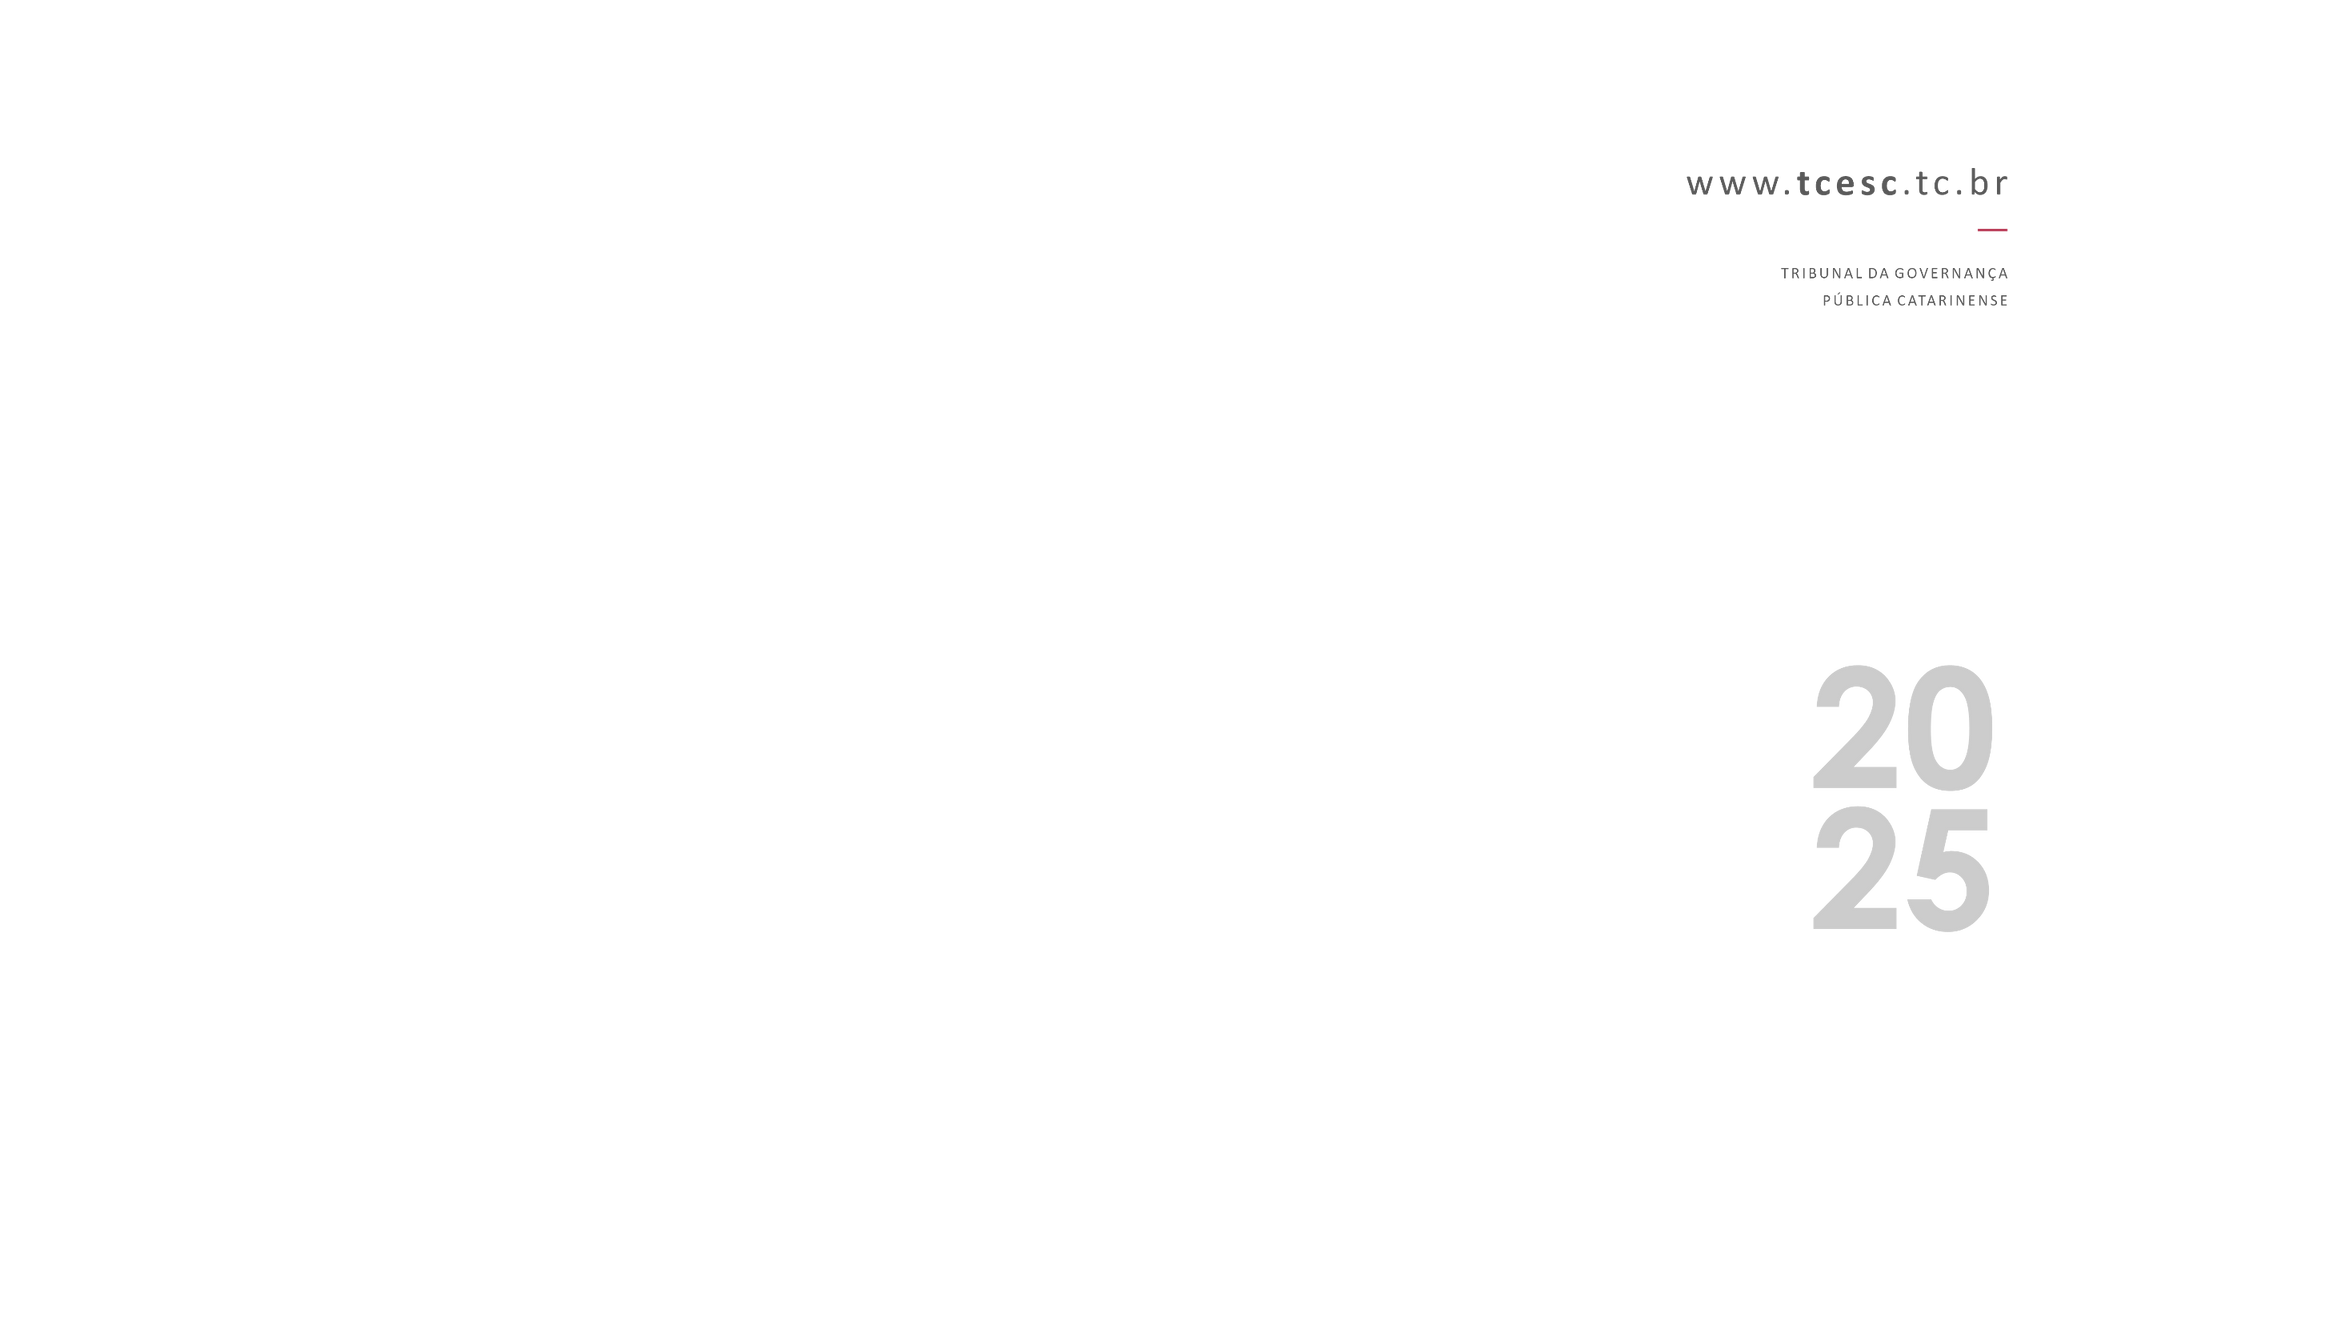 www.tcesc.tc.br
TRIBUNAL DA GOVERNANÇA
PÚBLICA CATARINENSE
20
25